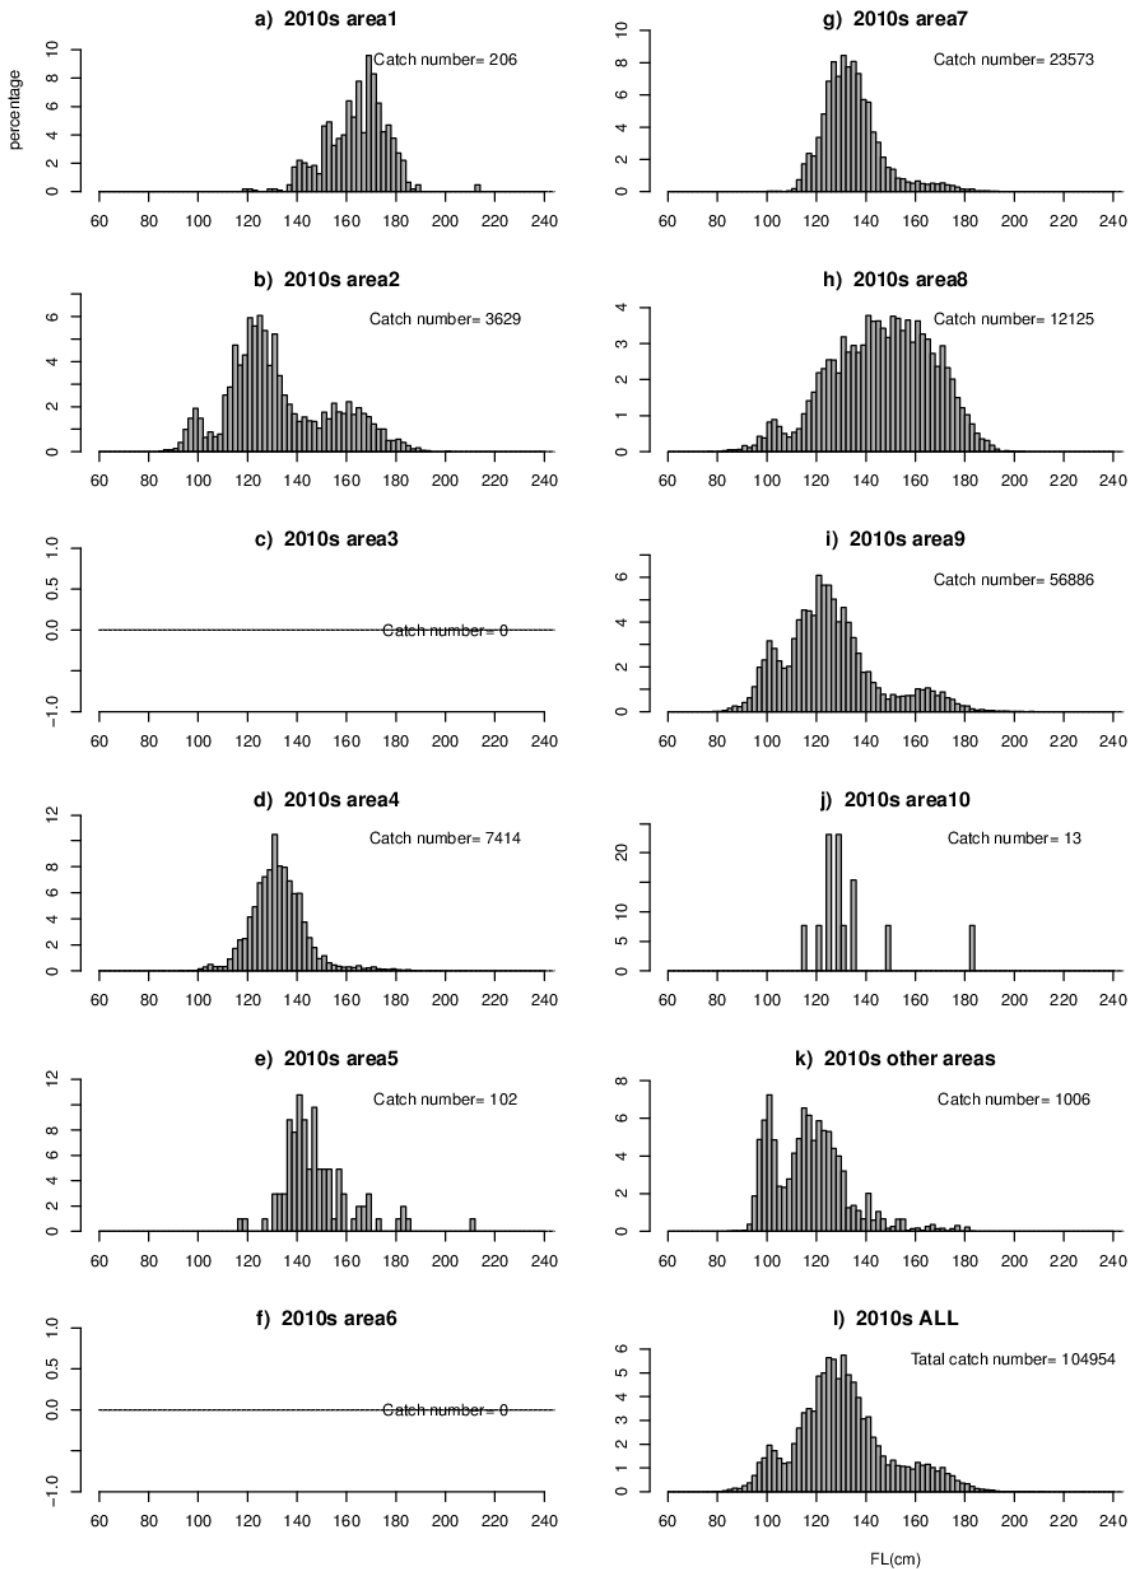 a)  2010s area1
percentage
Catch number= 206
0 2 4 6 8 10
60 80 100 120 140 160 180 200 220 240
b)  2010s area2
Catch number= 3629
0 2 4 6
60 80 100 120 140 160 180 200 220 240
c)  2010s area3
Catch number= 0
−1.0 0.0 0.5 1.0
60 80 100 120 140 160 180 200 220 240
d)  2010s area4
Catch number= 7414
0 2 4 6 8 12
60 80 100 120 140 160 180 200 220 240
e)  2010s area5
Catch number= 102
0 2 4 6 8 12
60 80 100 120 140 160 180 200 220 240
f)  2010s area6
Catch number= 0
−1.0 0.0 0.5 1.0
60 80 100 120 140 160 180 200 220 240
g)  2010s area7
Catch number= 23573
0 2 4 6 8 10
60 80 100 120 140 160 180 200 220 240
h)  2010s area8
Catch number= 12125
0 1 2 3 4
60 80 100 120 140 160 180 200 220 240
i)  2010s area9
Catch number= 56886
0 2 4 6
60 80 100 120 140 160 180 200 220 240
j)  2010s area10
Catch number= 13
0 5 10 20
60 80 100 120 140 160 180 200 220 240
k)  2010s other areas
Catch number= 1006
0 2 4 6 8
60 80 100 120 140 160 180 200 220 240
l)  2010s ALL
Tatal catch number= 104954
0 1 2 3 4 5 6
60 80 100 120 140 160 180 200 220 240
FL(cm)